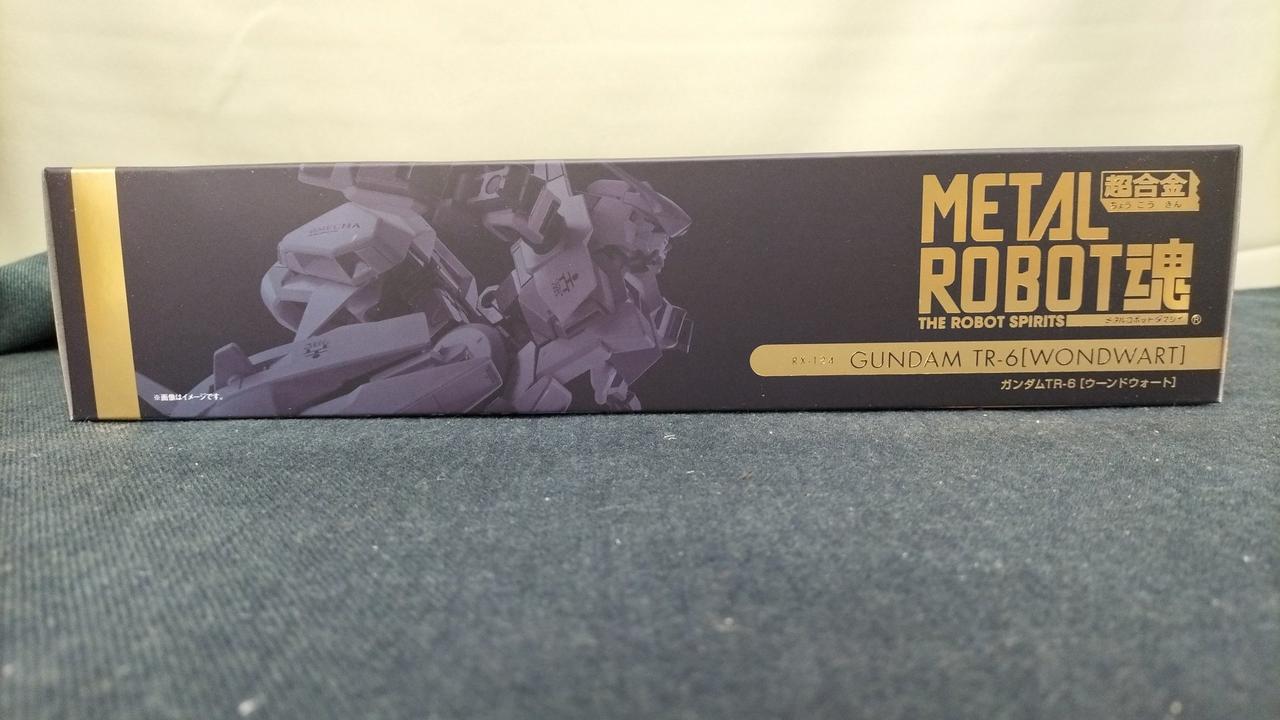 METAL
超合金
ちょうごうきん
ROBOT魂
THE ROBOT SPIRITS
メタルロボットダマシイ
®
RX-124 GUNDAM TR-6[WONDWART]
ガンダムTR-6 [ウーンドウォート]
※画像はイメージです。